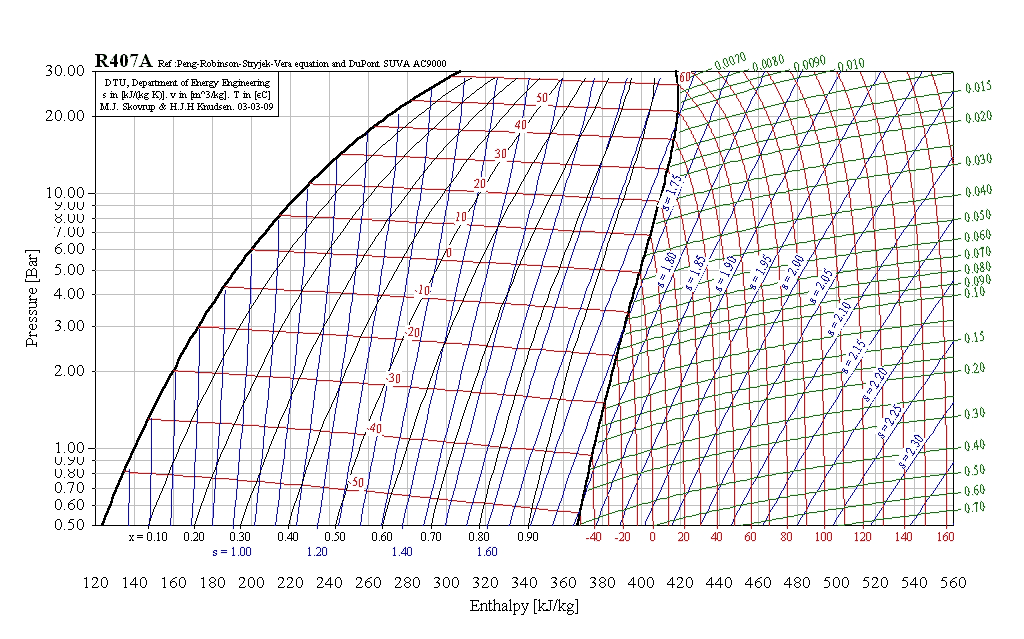 R407A Ref :Peng-Robinson-Stryjek-Vera equation and DuPont SUVA AC9000
DTU, Department of Energy Engineering
s in [kJ/(kg K)]. v in [m^3/kg]. T in [єC]
M.J. Skovrup & H.J.H Knudsen. 03-03-09
30.00
20.00
10.00
9.00
8.00
7.00
6.00
5.00
4.00
3.00
2.00
1.00
0.90
0.80
0.70
0.60
0.50
Pressure [Bar]
60
50
40
30
20
10
0
-10
-20
-30
-40
-50
0.0070
0.0080
0.0090
0.010
0.015
0.020
0.030
0.040
0.050
0.060
0.070
0.080
0.090
0.10
0.15
0.20
0.30
0.40
0.50
0.60
0.70
s = 1.75
s = 1.80
s = 1.85
s = 1.90
s = 1.95
s = 2.00
s = 2.05
s = 2.10
s = 2.15
s = 2.20
s = 2.25
s = 2.30
x = 0.10 0.20 0.30 0.40 0.50 0.60 0.70 0.80 0.90
-40 -20 0 20 40 60 80 100 120 140 160
s = 1.00 1.20 1.40 1.60
120 140 160 180 200 220 240 260 280 300 320 340 360 380 400 420 440 460 480 500 520 540 560
Enthalpy [kJ/kg]